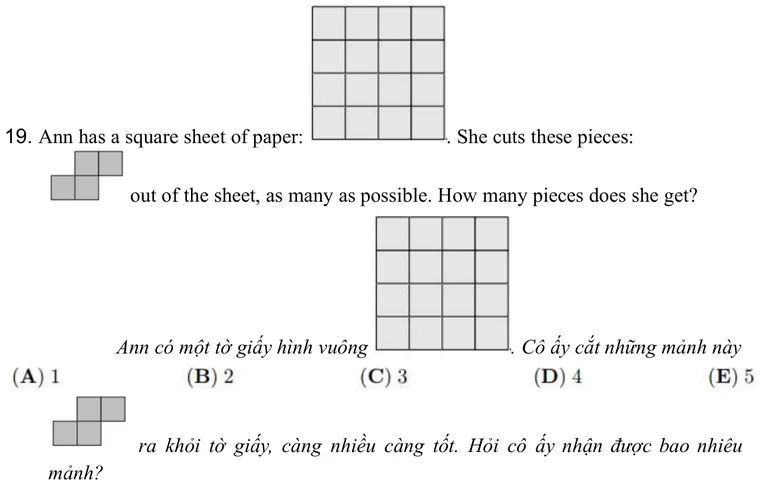 19. Ann has a square sheet of paper: . She cuts these pieces:
out of the sheet, as many as possible. How many pieces does she get?
Ann có một tờ giấy hình vuông . Cô ấy cắt những mảnh này
(A) 1 (B) 2 (C) 3 (D) 4 (E) 5
ra khỏi tờ giấy, càng nhiều càng tốt. Hỏi cô ấy nhận được bao nhiêu
mảnh?